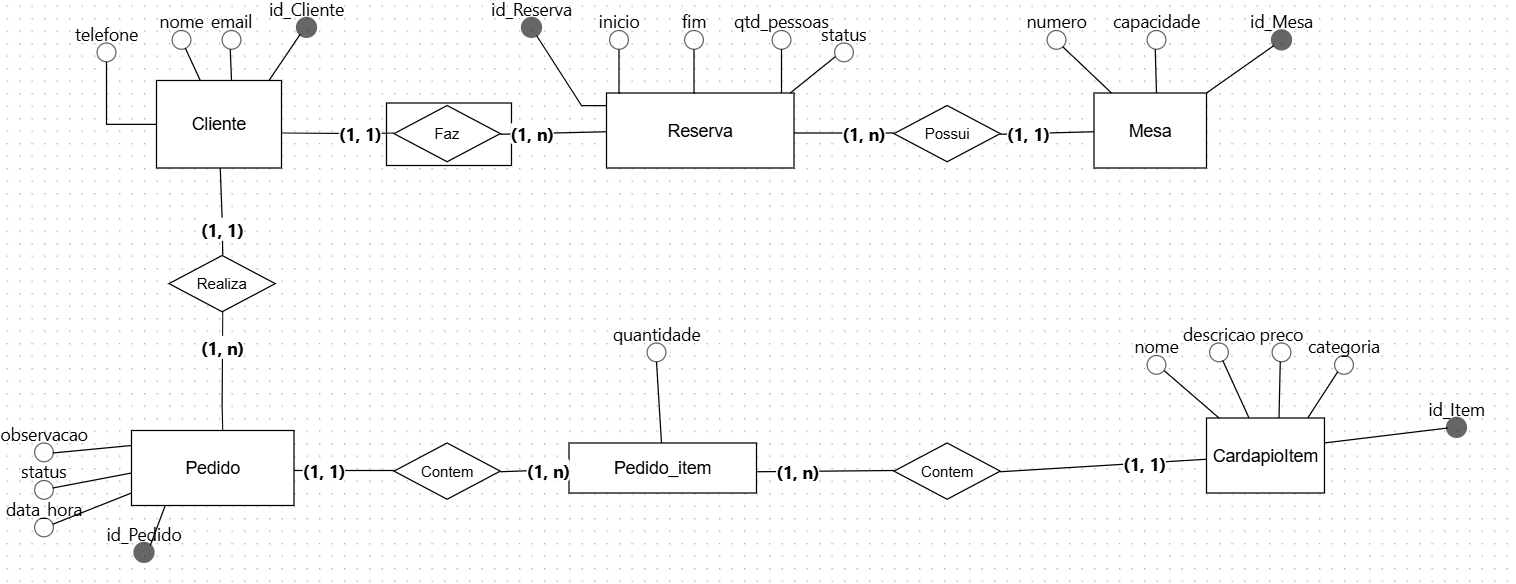 telefone
nome
email
id_Cliente
id_Reserva
inicio
fim
qtd_pessoas
status
numero
capacidade
id_Mesa
Cliente
(1, 1)
Faz
(1, n)
Reserva
(1, n)
Possui
(1, 1)
Mesa
(1, 1)
Realiza
(1, n)
quantidade
nome
descricao
preco
categoria
id_Item
observacao
status
data_hora
id_Pedido
Pedido
(1, 1)
Contem
(1, n)
Pedido_item
(1, n)
Contem
(1, 1)
CardapioItem